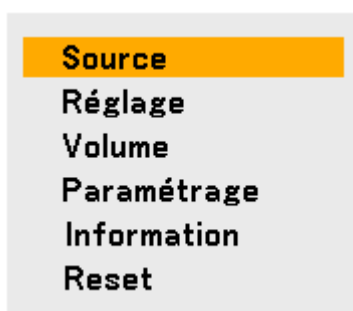 Source
Réglage
Volume
Paramétrage
Information
Reset